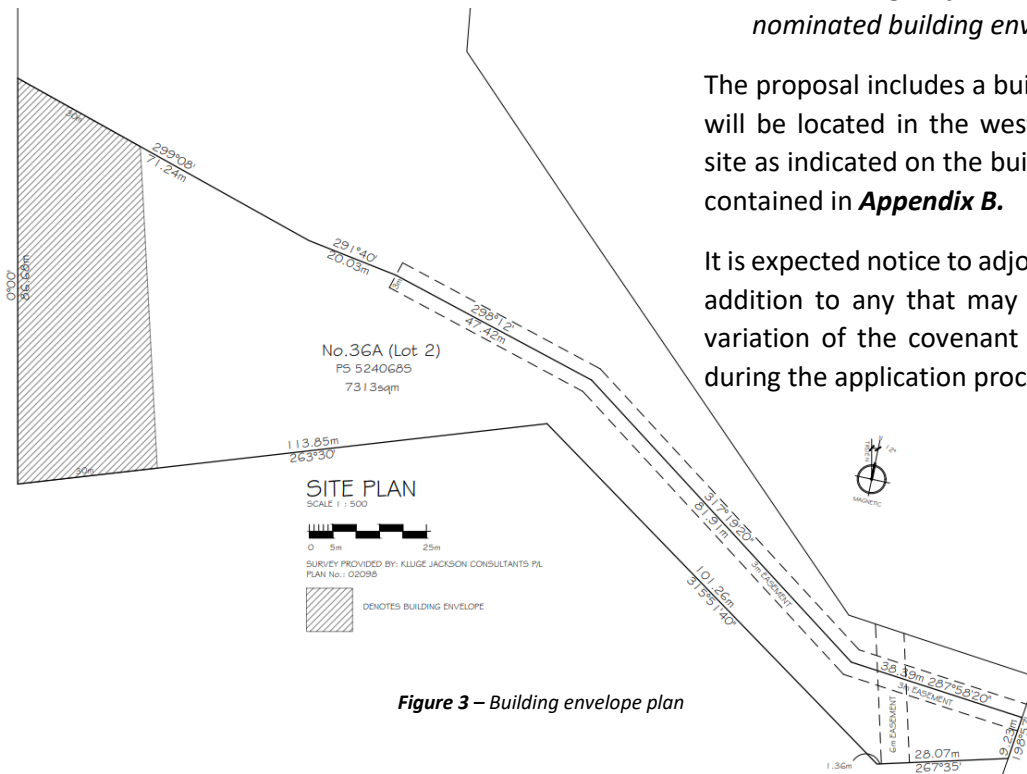 nominated building env
The proposal includes a bui
will be located in the west
site as indicated on the bui
contained in Appendix B.
It is expected notice to adjo
addition to any that may
variation of the covenant
during the application proc
30m
299°08'
71.24m
0°00'
86.68m
291°40'
20.03m
3m
298°12'
47.42m
No.36A (Lot 2)
PS 524068S
7313sqm
113.85m
263°30'
30m
SITE PLAN
SCALE 1 : 500
0 5m 25m
SURVEY PROVIDED BY: KLUGE JACKSON CONSULTANTS P/L
PLAN No.: 02098
DENOTES BUILDING ENVELOPE
12°
MAGNETIC
317°19'20"
81.91m
3m EASEMENT
101.26m
315°51'40"
38.39m 287°58'20"
3m EASEMENT
6m EASEMENT
9.23m
28.07m
267°35'
1.36m
Figure 3 – Building envelope plan